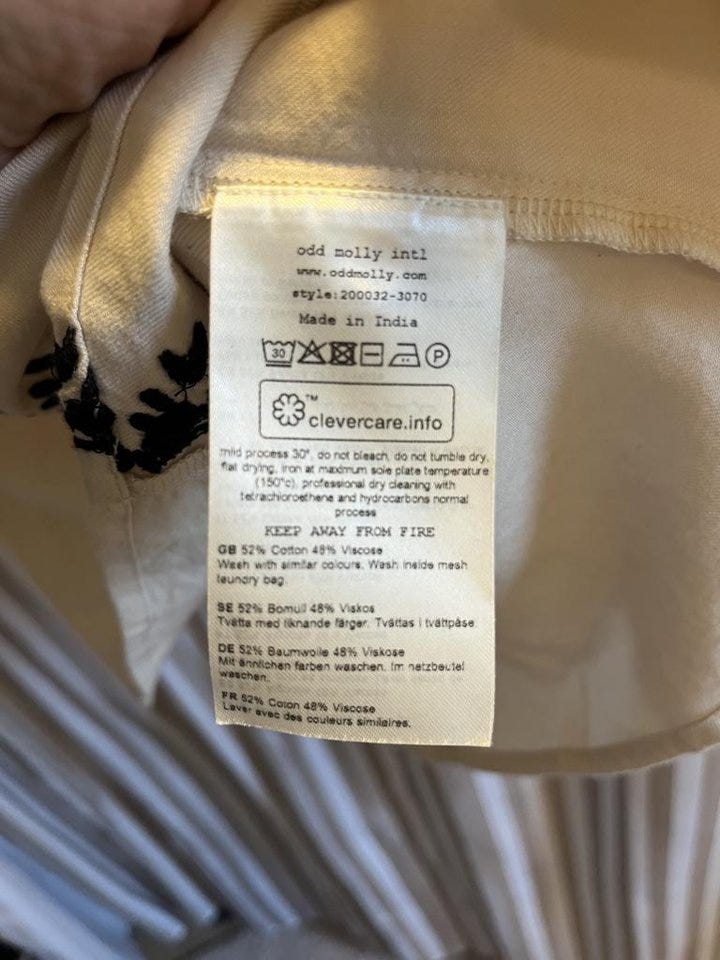 odd molly intl
www.oddmolly.com
style:200032-3070
Made in India
30 P
TM
clevercare.info
mild process 30°, do not bleach, do not tumble dry,
flat drying, iron at maximum sole plate temperature
(150°c), professional dry cleaning with
tetrachloroethene and hydrocarbons normal
process
KEEP AWAY FROM FIRE
GB 52% Cotton 48% Viscose
Wash with similar colours. Wash inside mesh
laundry bag.
SE 52% Bomull 48% Viskos
Tvätta med liknande färger. Tvättas i tvättpåse.
DE 52% Baumwolle 48% Viskose
Mit ännlichen farben waschen. Im netzbeutel
waschen.
FR 52% Coton 48% Viscose
Laver avec des couleurs similaires.